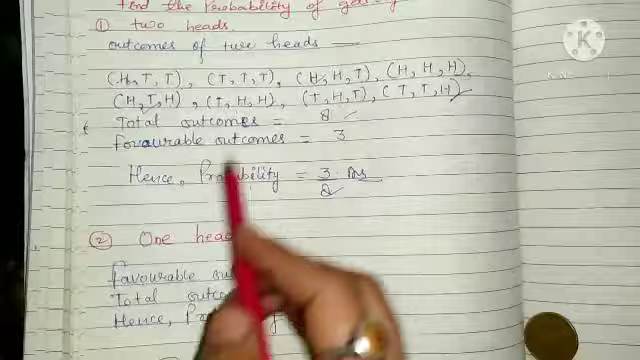 find the Probability of getting
① two heads.
outcomes of two heads —
(H, T, T), (T, T, T), (H, H, T), (H, H, H),
(H, T, H), (T, H, H), (T, H, T), (T, T, H)
Total outcomes = 8
favourable outcomes = 3
Hence, Probability = 3/8 Ans
② One head
favourable
Total
Hence,
KINEMASTER